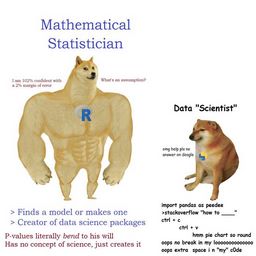 Mathematical
Statistician
I am 102% confident with
a 2% margin of error
What's an assumption?
R
> Finds a model or makes one
> Creator of data science packages
P-values literally bend to his will
Has no concept of science, just creates it
Data "Scientist"
omg help plz no
answer on Google
import pandas as peedee
>stackoverflow "how to ____"
ctrl + c
ctrl + v
hmm pie chart so round
oops no break in my looooooooooooop
oops extra  space i n "my" c0de